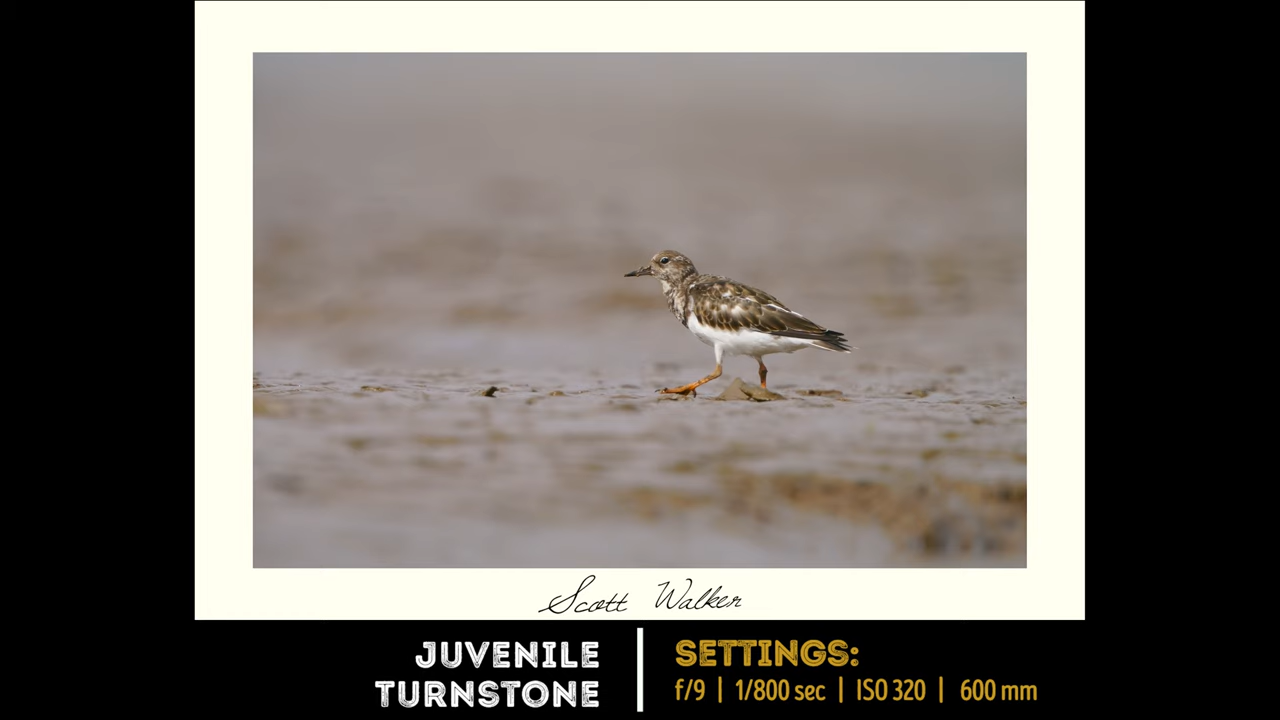 Scott Walker
JUVENILE
TURNSTONE
SETTINGS:
f/9 | 1/800 sec | ISO 320 | 600 mm